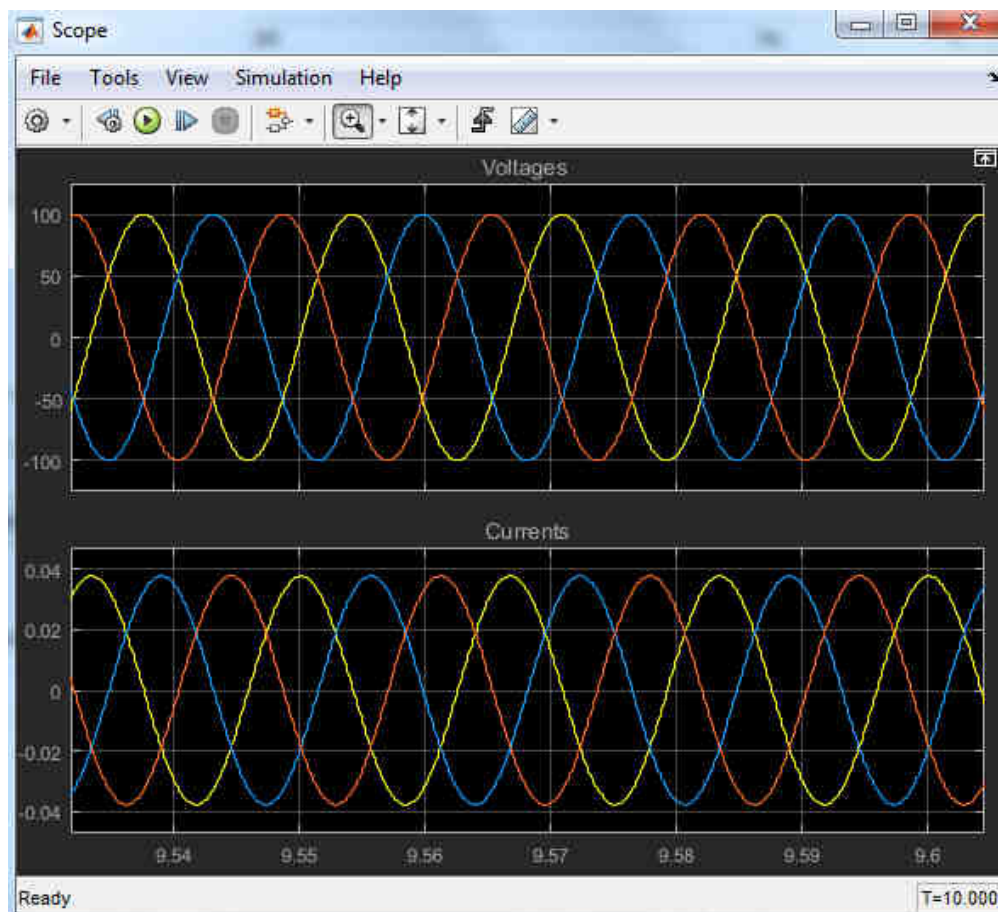 Scope
File Tools View Simulation Help
Voltages
100
50
0
-50
-100
Currents
0.04
0.02
0
-0.02
-0.04
9.54 9.55 9.56 9.57 9.58 9.59 9.6
Ready T=10.000